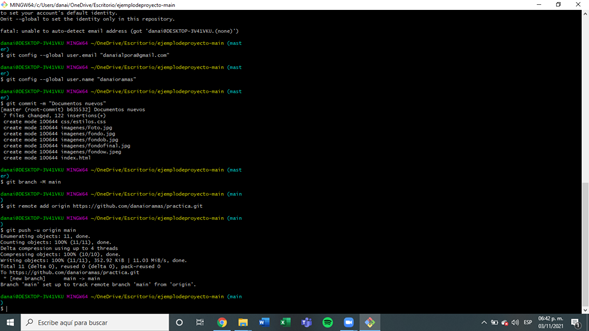 MINGW64:/c/Users/danai/OneDrive/Escritorio/ejemplodeproyecto-main
to set your account's default identity.
Omit --global to set the identity only in this repository.
fatal: unable to auto-detect email address (got 'danai@DESKTOP-3V41VKU.(none)')
danai@DESKTOP-3V41VKU MINGW64 ~/OneDrive/Escritorio/ejemplodeproyecto-main (mast
er)
$ git config --global user.email "danaialpora@gmail.com"
danai@DESKTOP-3V41VKU MINGW64 ~/OneDrive/Escritorio/ejemplodeproyecto-main (mast
er)
$ git config --global user.name "danaioramas"
danai@DESKTOP-3V41VKU MINGW64 ~/OneDrive/Escritorio/ejemplodeproyecto-main (mast
er)
$ git commit -m "Documentos nuevos"
[master (root-commit) b635532] Documentos nuevos
7 files changed, 122 insertions(+)
create mode 100644 css/estilos.css
create mode 100644 imagenes/Foto.jpg
create mode 100644 imagenes/fondo.jpg
create mode 100644 imagenes/fondob.jpg
create mode 100644 imagenes/fondofinal.jpg
create mode 100644 imagenes/fondow.jpeg
create mode 100644 index.html
danai@DESKTOP-3V41VKU MINGW64 ~/OneDrive/Escritorio/ejemplodeproyecto-main (mast
er)
$ git branch -M main
danai@DESKTOP-3V41VKU MINGW64 ~/OneDrive/Escritorio/ejemplodeproyecto-main (main
)
$ git remote add origin https://github.com/danaioramas/practica.git
danai@DESKTOP-3V41VKU MINGW64 ~/OneDrive/Escritorio/ejemplodeproyecto-main (main
)
$ git push -u origin main
Enumerating objects: 11, done.
Counting objects: 100% (11/11), done.
Delta compression using up to 4 threads
Compressing objects: 100% (10/10), done.
Writing objects: 100% (11/11), 352.92 KiB | 11.03 MiB/s, done.
Total 11 (delta 0), reused 0 (delta 0), pack-reused 0
To https://github.com/danaioramas/practica.git
* [new branch] main -> main
Branch 'main' set up to track remote branch 'main' from 'origin'.
danai@DESKTOP-3V41VKU MINGW64 ~/OneDrive/Escritorio/ejemplodeproyecto-main (main
)
$
Escribe aquí para buscar
ESP
06:42 p. m.
03/11/2021